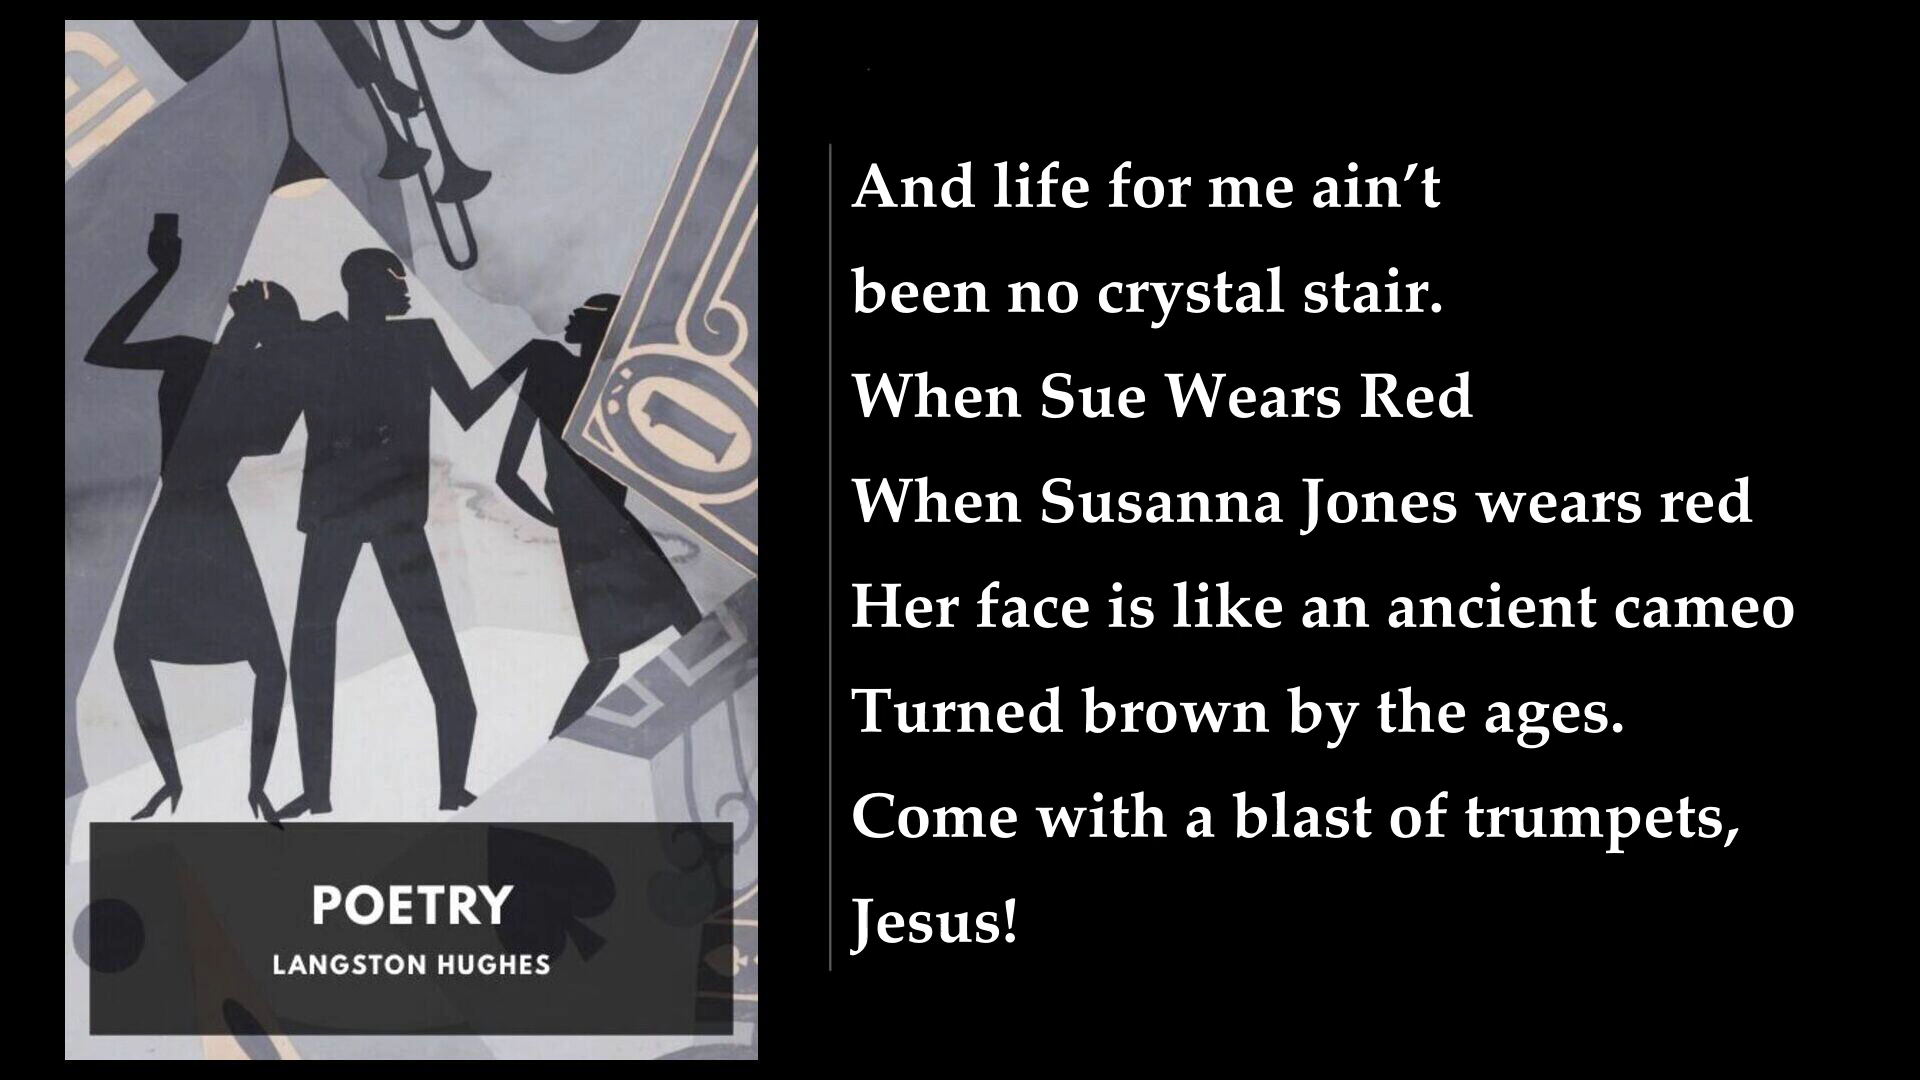 POETRY
LANGSTON HUGHES
And life for me ain’t
been no crystal stair.
When Sue Wears Red
When Susanna Jones wears red
Her face is like an ancient cameo
Turned brown by the ages.
Come with a blast of trumpets,
Jesus!